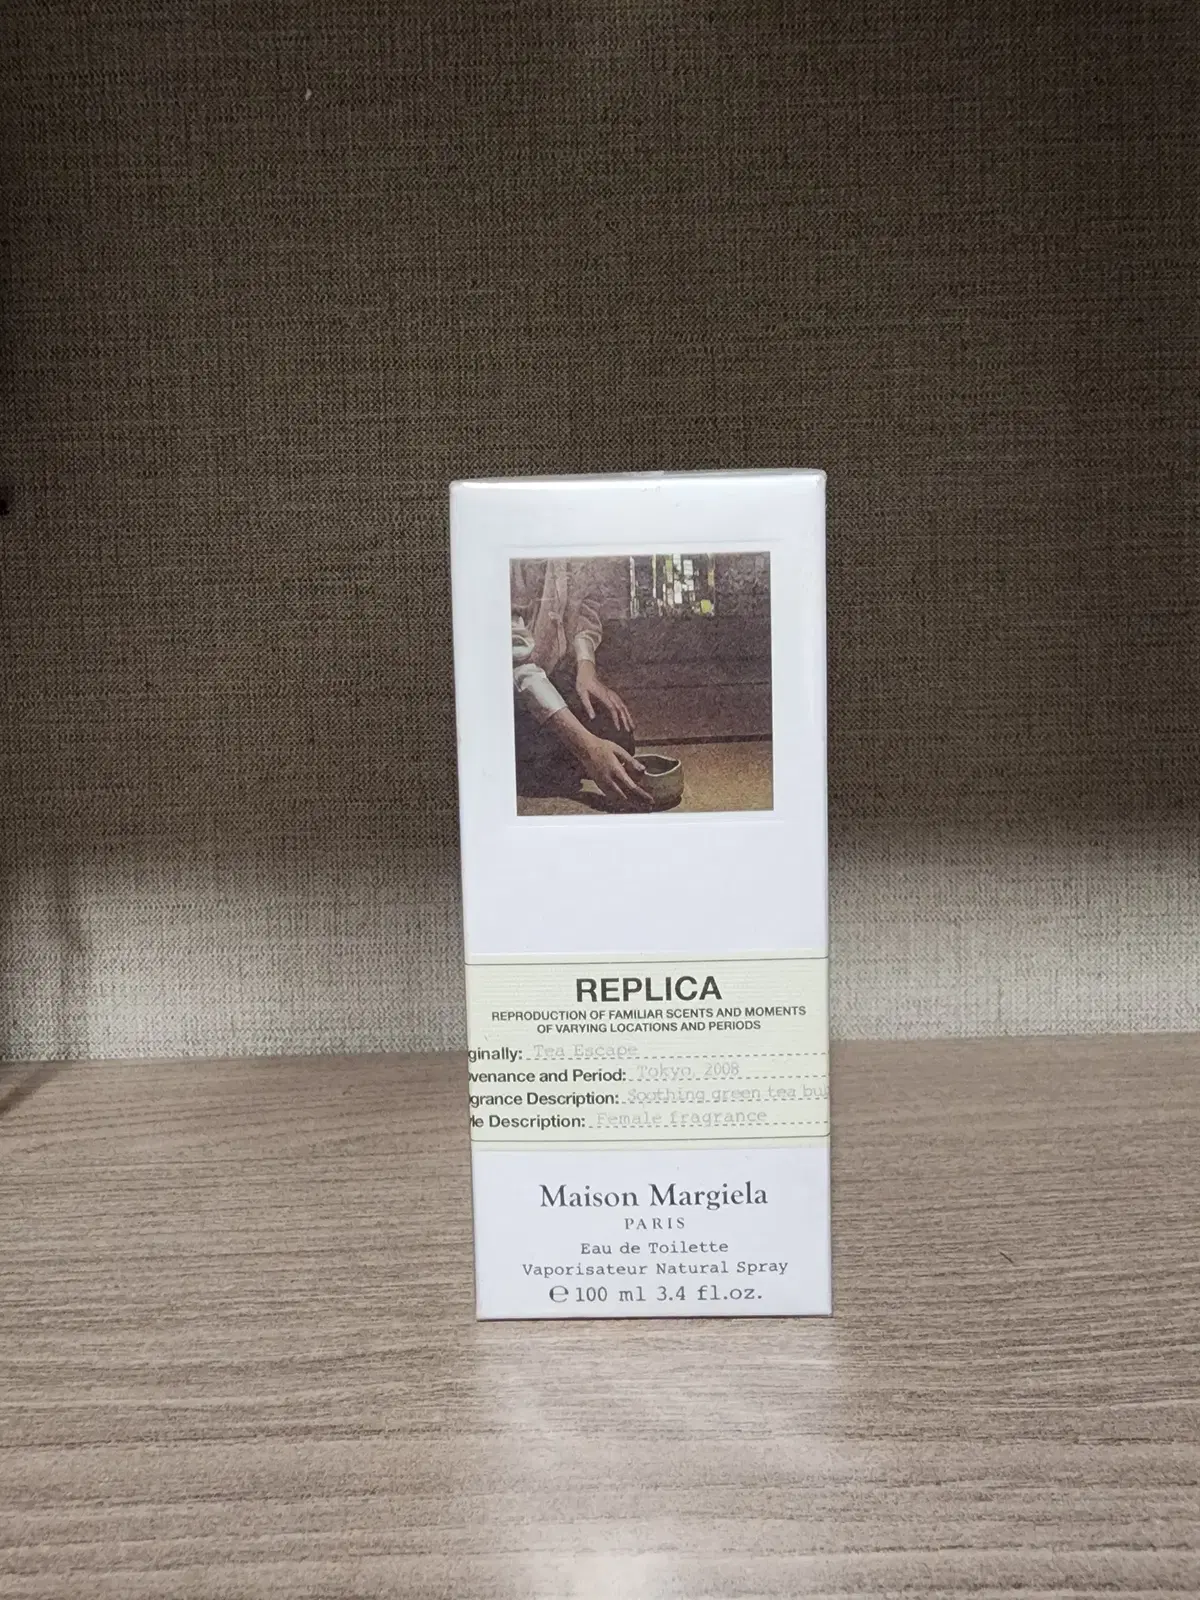 REPLICA
REPRODUCTION OF FAMILIAR SCENTS AND MOMENTS
OF VARYING LOCATIONS AND PERIODS
ginally: Tea Escape
venance and Period: Tokyo, 2008
grance Description: Soothing green tea bu
le Description: Female fragrance
Maison Margiela
PARIS
Eau de Toilette
Vaporisateur Natural Spray
℮ 100 ml 3.4 fl.oz.